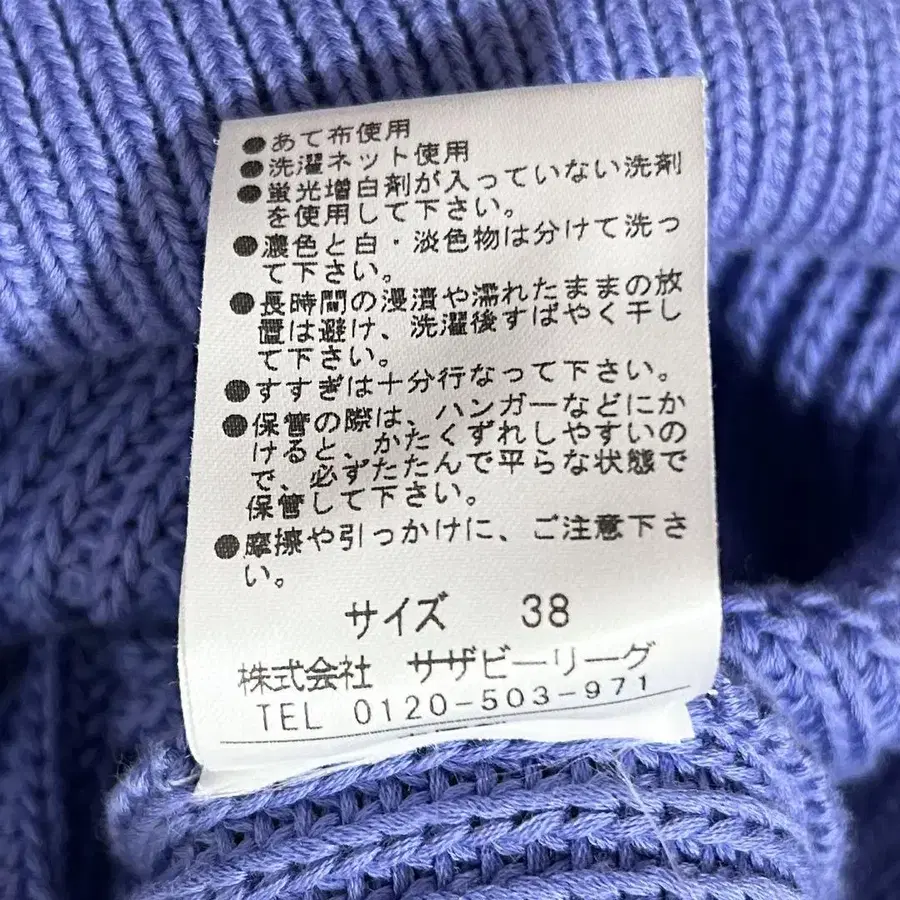 ●あて布使用
●洗濯ネット使用
●蛍光増白剤が入っていない洗剤
を使用して下さい。
●濃色と白・淡色物は分けて洗っ
て下さい。
●長時間の浸漬や濡れたままの放
置は避け、洗濯後すばやく干し
て下さい。
●すすぎは十分行なって下さい。
●保管の際は、ハンガーなどにか
けると、かたくずれしやすいの
で、必ずたたんで平らな状態で
保管して下さい。
●摩擦や引っかけに、ご注意下さ
い。
サイズ 38
株式会社 サザビーリーグ
TEL 0120-503-971